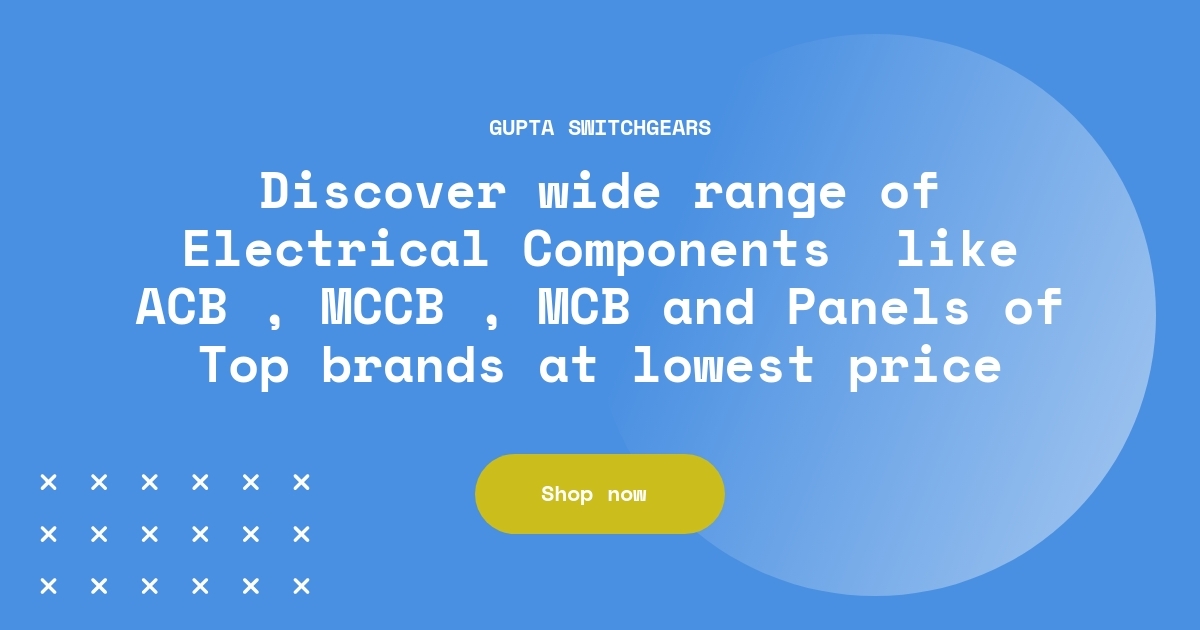 GUPTA SWITCHGEARS
Discover wide range of
Electrical Components  like
ACB , MCCB , MCB and Panels of
Top brands at lowest price
Shop now